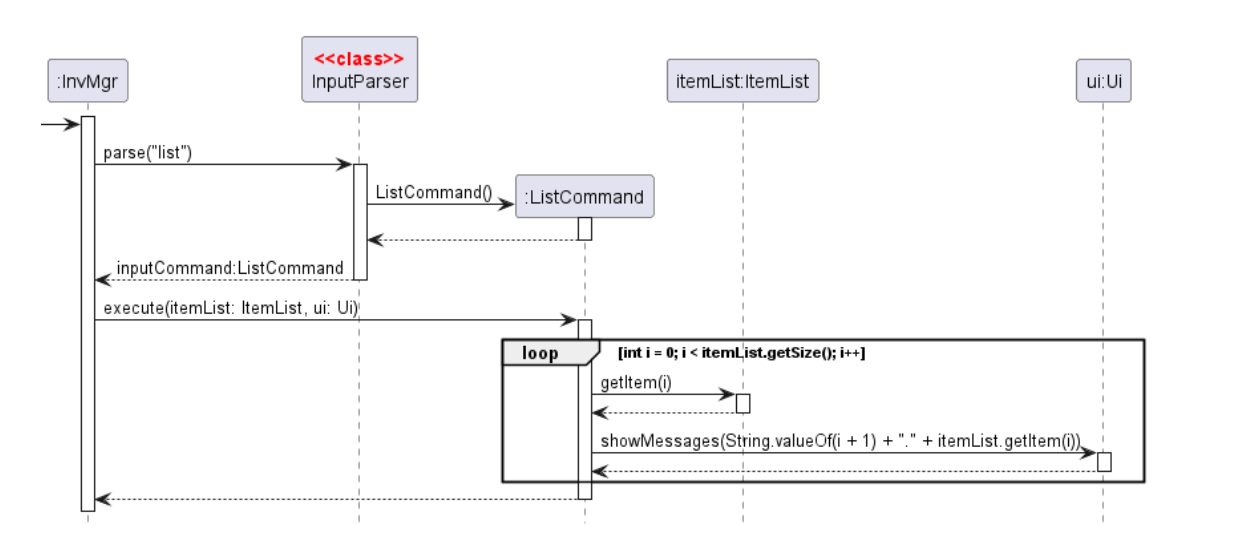 <<class>>
:InvMgr
InputParser
itemList:ItemList
ui:Ui
parse("list")
ListCommand()
:ListCommand
inputCommand:ListCommand
execute(itemList: ItemList, ui: Ui)
loop
[int i = 0; i < itemList.getSize(); i++]
getItem(i)
showMessages(String.valueOf(i + 1) + "." + itemList.getItem(i))